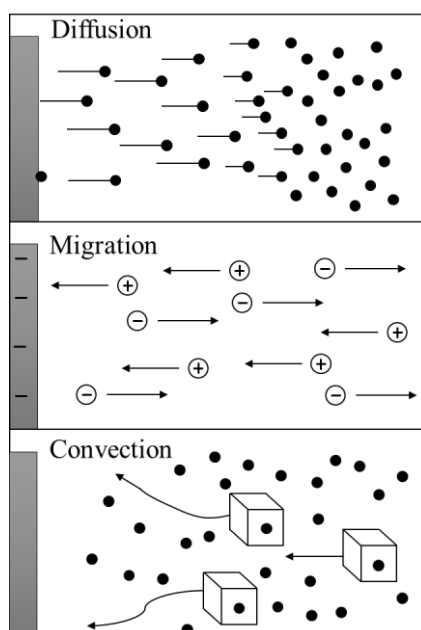 Diffusion
Migration
− + + −
− − −
− +
− + +
− − −
Convection